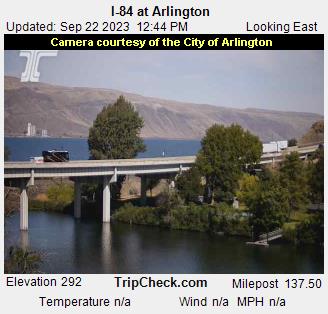 I-84 at Arlington
Updated: Sep 22 2023 12:44 PM Looking East
Camera courtesy of the City of Arlington
Elevation 292 TripCheck.com Milepost 137.50
Temperature n/a Wind n/a MPH n/a